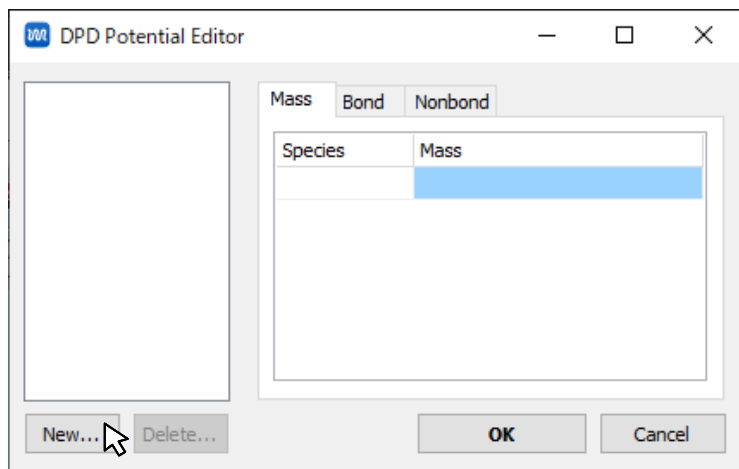 DPD Potential Editor
Mass Bond Nonbond
Species Mass
New... Delete... OK Cancel